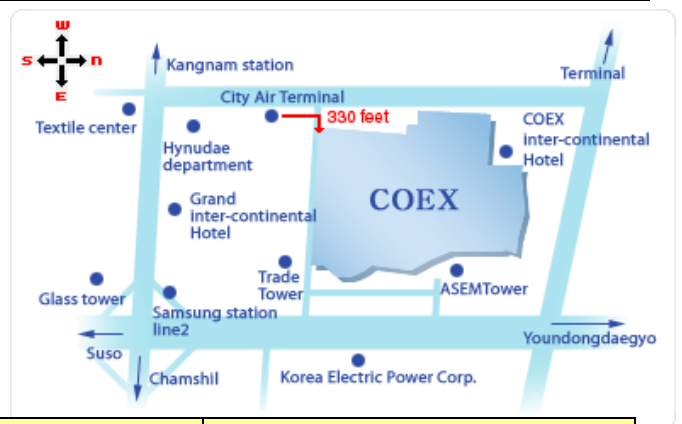 W
S
n
E
Kangnam station
Terminal
City Air Terminal
330 feet
Textile center
Hynudae
department
COEX
inter-continental
Hotel
COEX
Grand
inter-continental
Hotel
Trade
Tower
ASEMTower
Glass tower
Samsung station
line2
Suso
Youndongdaegyo
Chamshil
Korea Electric Power Corp.